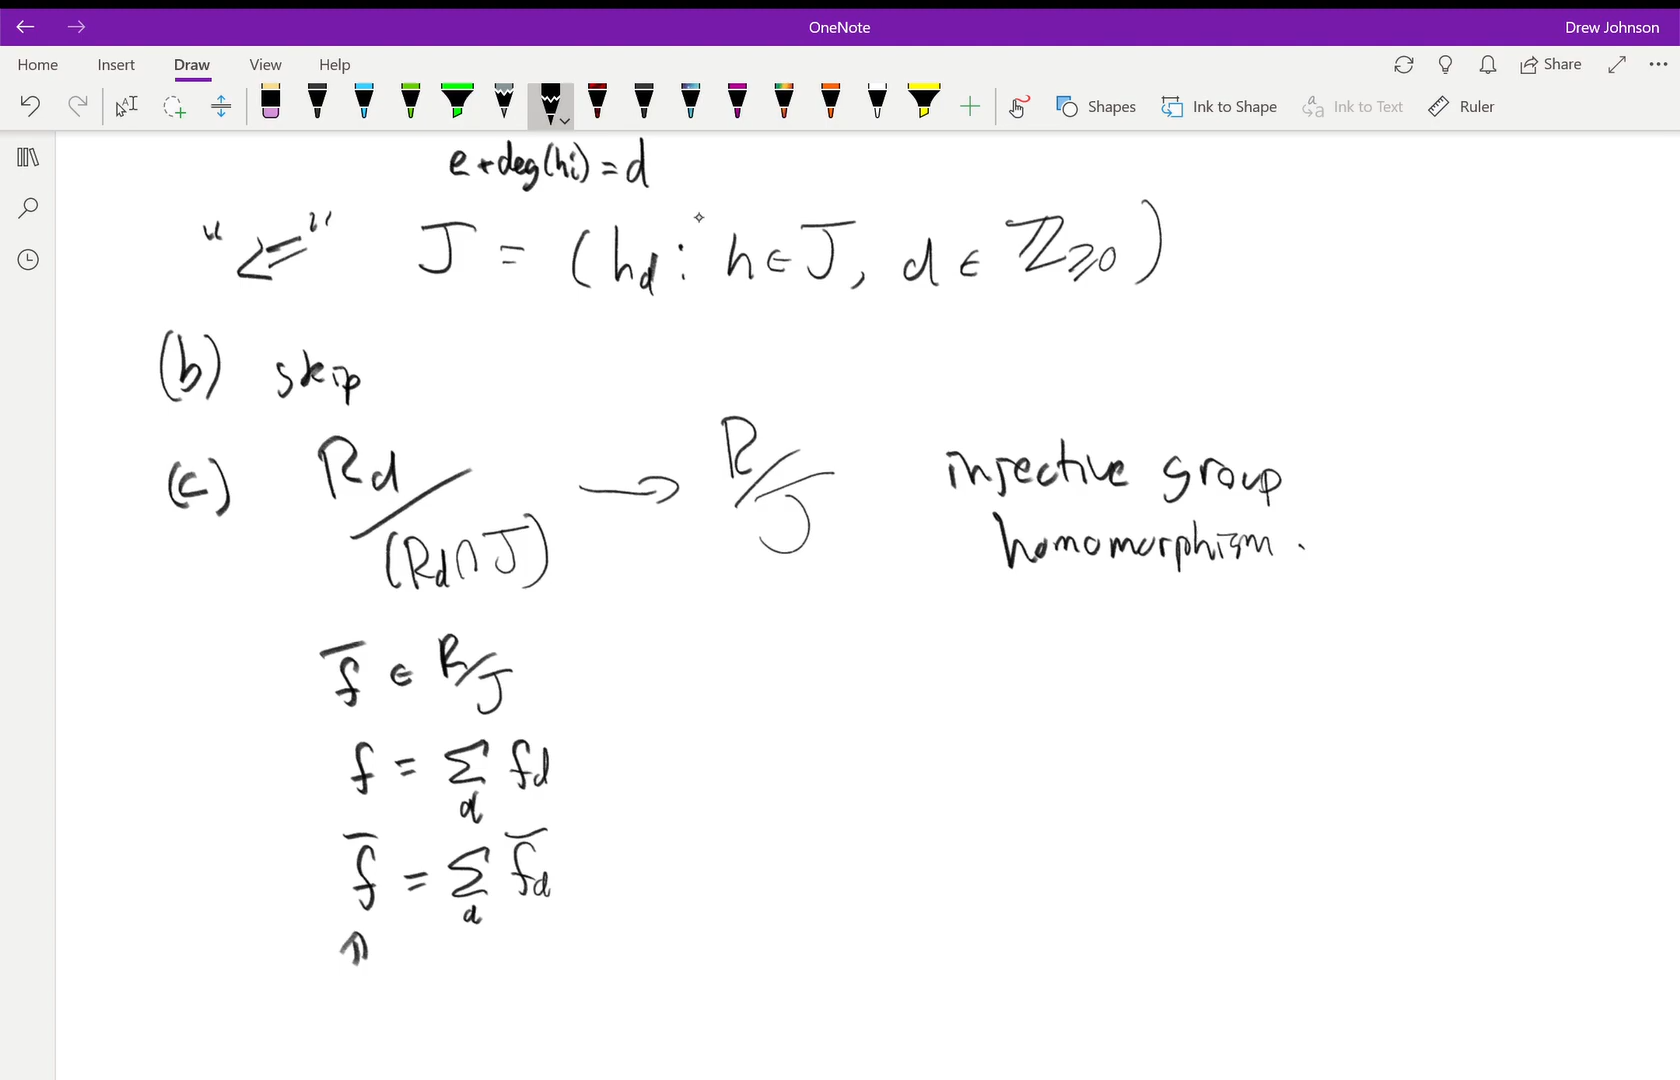 OneNote
Drew Johnson
Home Insert Draw View Help
Share
Shapes Ink to Shape Ink to Text Ruler
e + deg(hi) = d
"<=" J = (hd : h ∈ J, d ∈ ℤ≥0)
(b) skip
(c) Rd/(Rd∩J) → R/J injective group
homomorphism.
f̅ ∈ R/J
f = Σd fd
f̅ = Σd f̅d